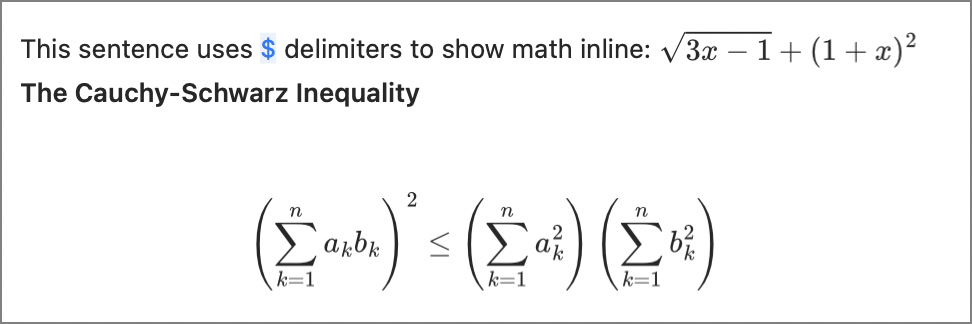 This sentence uses $ delimiters to show math inline: $\sqrt{3x-1}+(1+x)^2$
The Cauchy-Schwarz Inequality
$\left( \sum_{k=1}^n a_k b_k \right)^2 \leq \left( \sum_{k=1}^n a_k^2 \right) \left( \sum_{k=1}^n b_k^2 \right)$